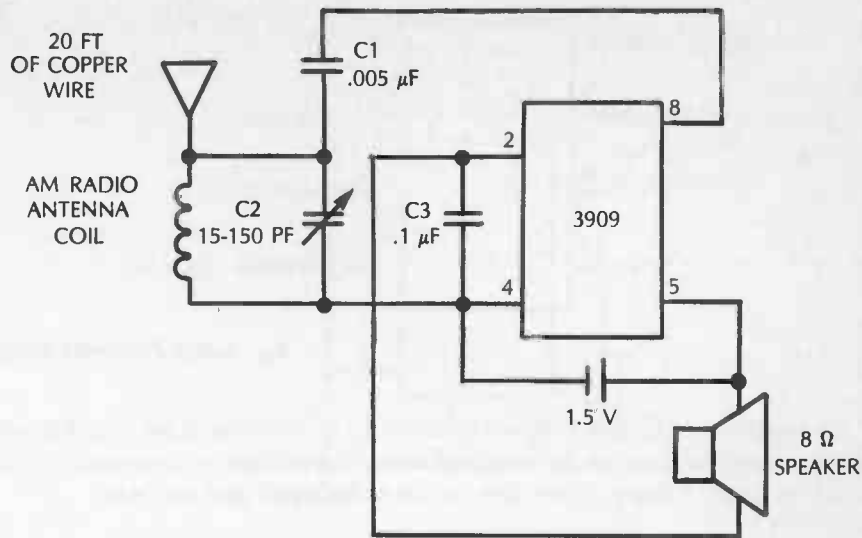 20 FT
OF COPPER
WIRE
C1
.005 μF
8
2
AM RADIO
ANTENNA
COIL
C2
15-150 PF
C3
.1 μF
3909
4
5
1.5 V
8 Ω
SPEAKER